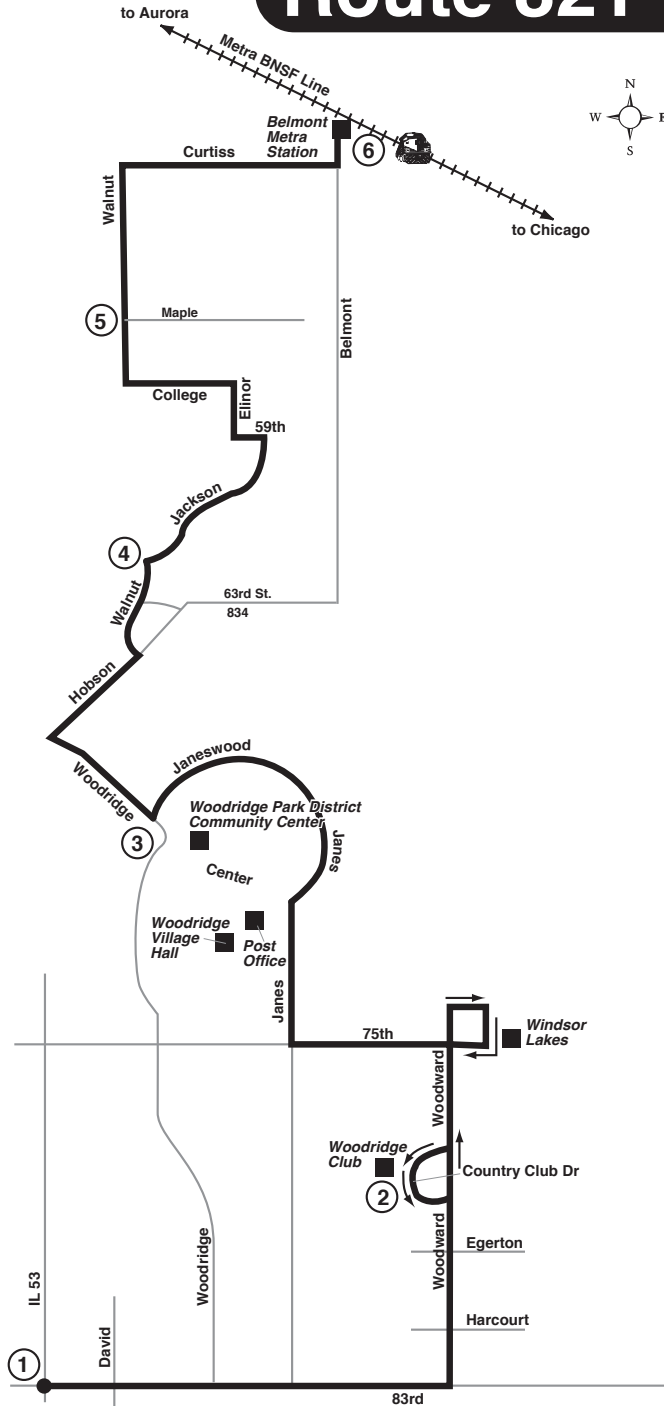 Route 821
to Aurora
Metra BNSF Line
N
W
E
S
Belmont
Metra
Station
6
Curtiss
to Chicago
Walnut
5
Maple
Belmont
College
Elinor
59th
Jackson
4
Walnut
63rd St.
834
Hobson
Janeswood
Woodridge
Woodridge Park District
Community Center
3
Janes
Center
Woodridge
Village
Hall
Post
Office
Janes
75th
Windsor
Lakes
Woodward
Woodridge
Club
Country Club Dr
2
Woodward
Egerton
Woodridge
IL 53
Harcourt
David
1
83rd